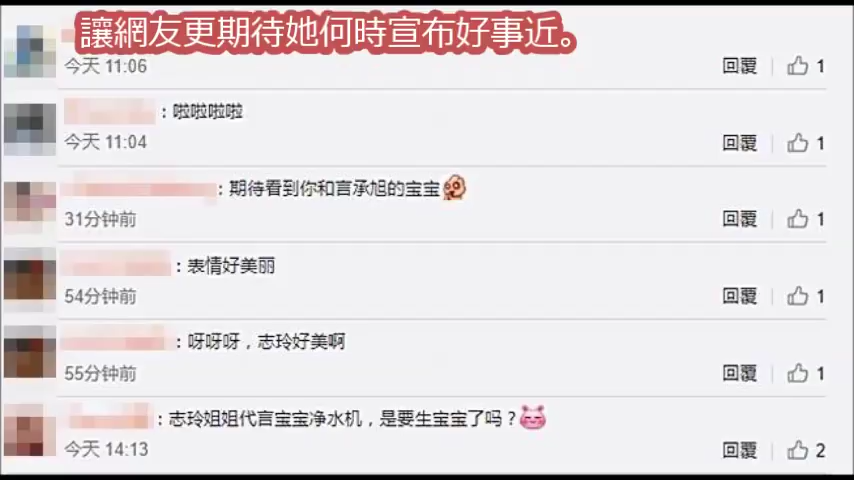 讓網友更期待她何時宣布好事近。
今天 11:06 回覆 1
：啦啦啦啦
今天 11:04 回覆 1
：期待看到你和言承旭的宝宝
31分钟前 回覆 1
：表情好美丽
54分钟前 回覆 1
：呀呀呀，志玲好美啊
55分钟前 回覆 1
：志玲姐姐代言宝宝净水机，是要生宝宝了吗？
今天 14:13 回覆 2